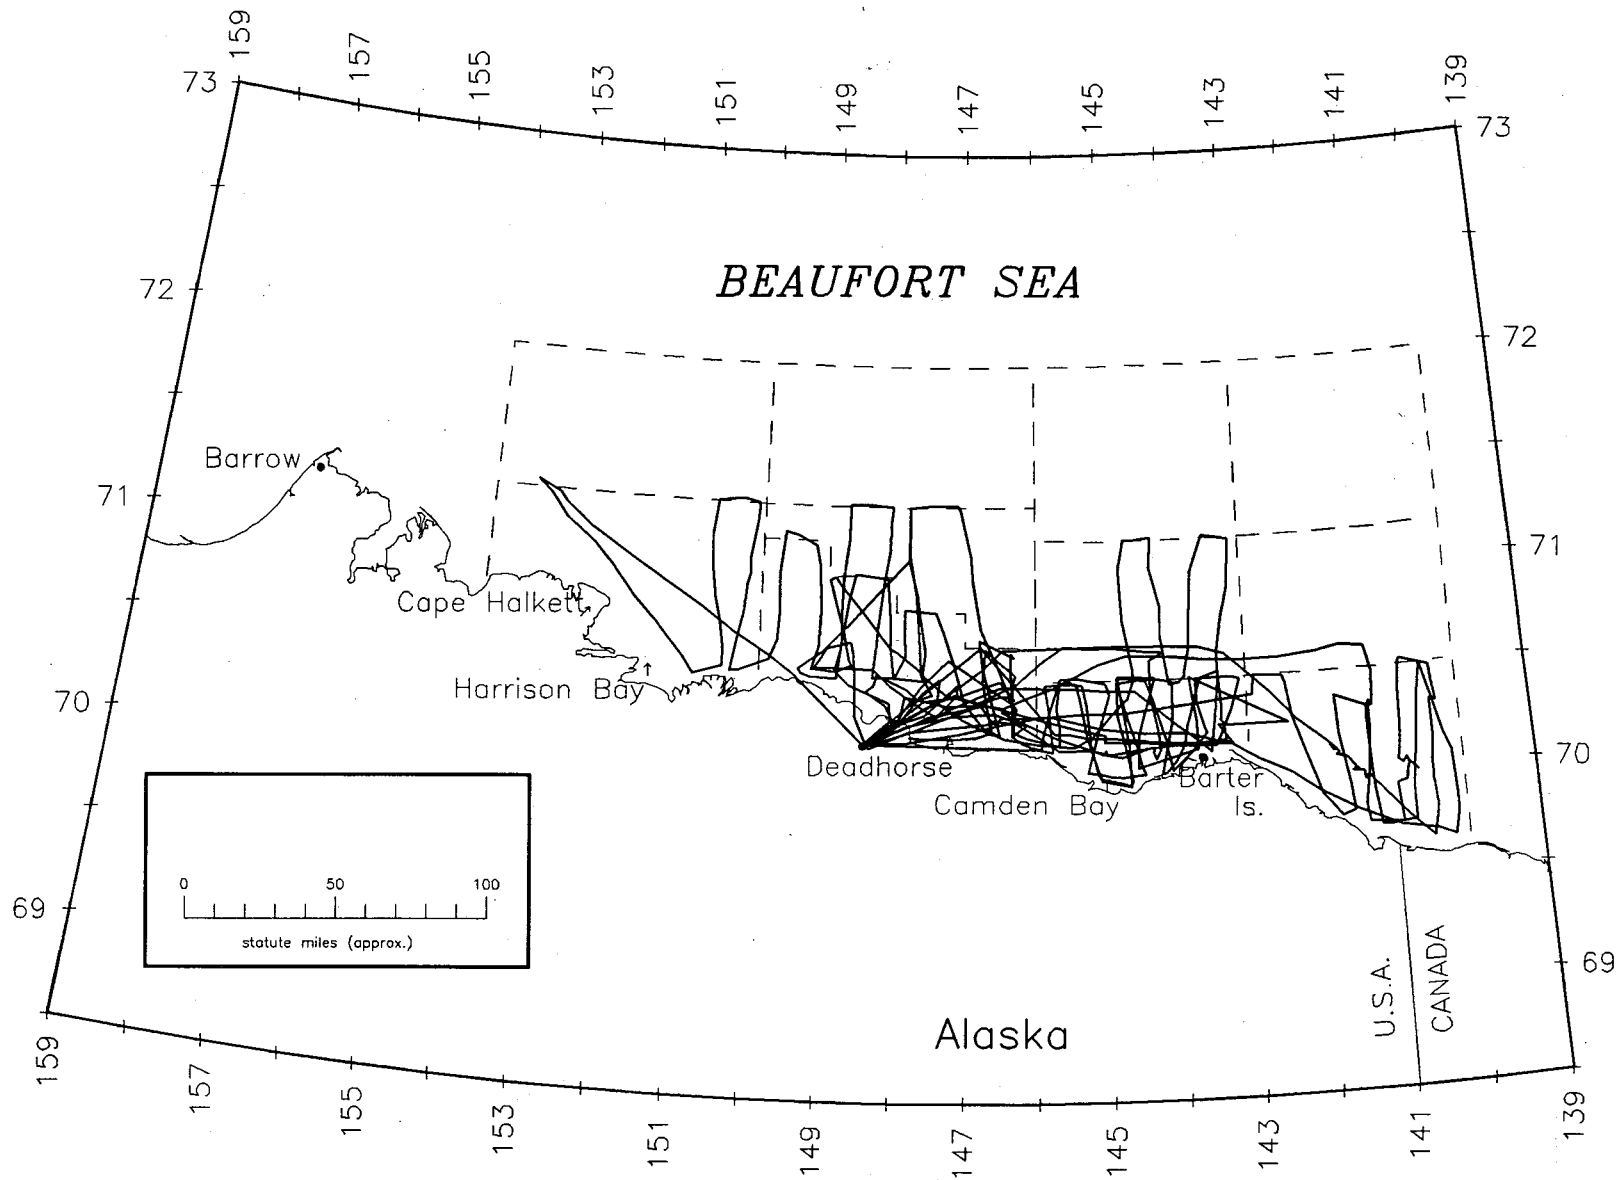 159
157
155
153
151
149
147
145
143
141
139
73
73
BEAUFORT SEA
72
72
Barrow
71
71
Cape Halkett
Harrison Bay
70
70
Deadhorse
Barter
Is.
Camden Bay
0 50 100
statute miles (approx.)
69
69
U.S.A.
CANADA
Alaska
159
157
155
153
151
149
147
145
143
141
139